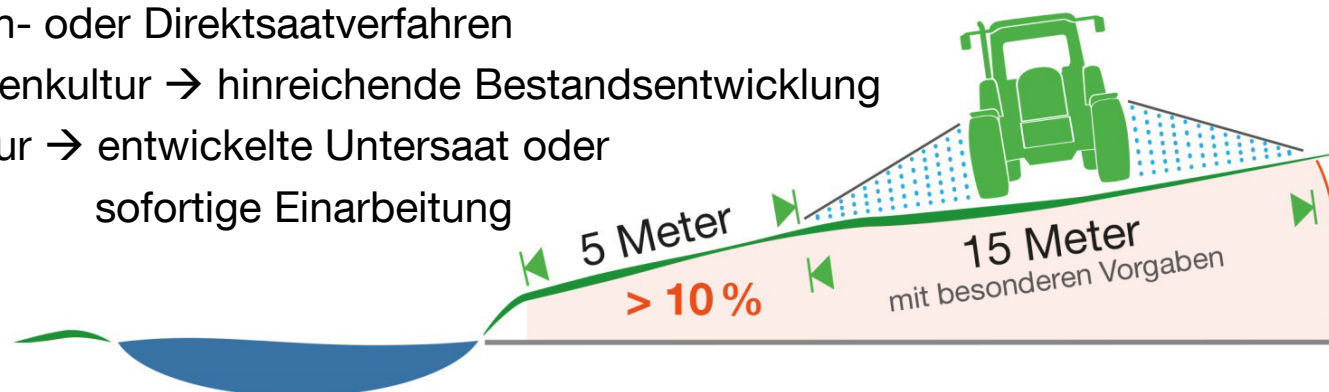 n- oder Direktsaatverfahren
enkultur → hinreichende Bestandsentwicklung
ur → entwickelte Untersaat oder
sofortige Einarbeitung
5 Meter
> 10 %
15 Meter
mit besonderen Vorgaben